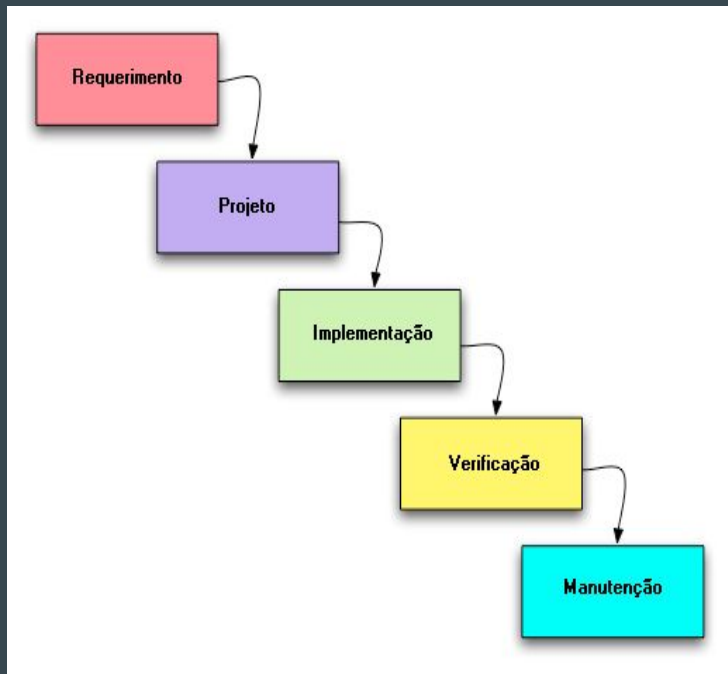 Requerimento
Projeto
Implementação
Verificação
Manutenção